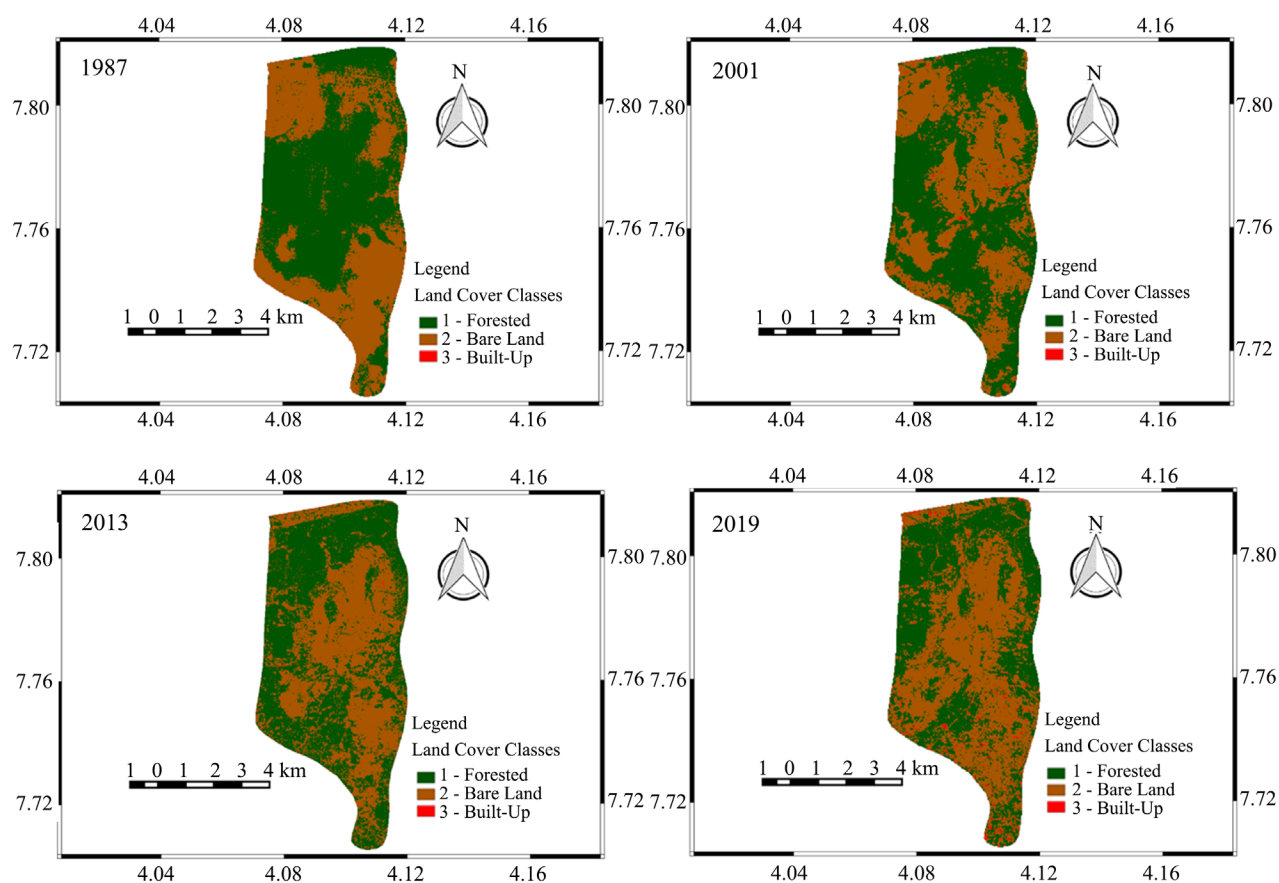 4.04 4.08 4.12 4.16
1987
N
7.80 7.80
7.76 7.76
7.72 7.72
Legend
Land Cover Classes
1 - Forested
2 - Bare Land
3 - Built-Up
1 0 1 2 3 4 km
4.04 4.08 4.12 4.16
4.04 4.08 4.12 4.16
2001
N
7.80 7.80
7.76 7.76
7.72 7.72
Legend
Land Cover Classes
1 - Forested
2 - Bare Land
3 - Built-Up
1 0 1 2 3 4 km
4.04 4.08 4.12 4.16
4.04 4.08 4.12 4.16
2013
N
7.80 7.80
7.76 7.76
7.72 7.72
Legend
Land Cover Classes
1 - Forested
2 - Bare Land
3 - Built-Up
1 0 1 2 3 4 km
4.04 4.08 4.12 4.16
4.04 4.08 4.12 4.16
2019
N
7.80 7.80
7.76 7.76
7.72 7.72
Legend
Land Cover Classes
1 - Forested
2 - Bare Land
3 - Built-Up
1 0 1 2 3 4 km
4.04 4.08 4.12 4.16